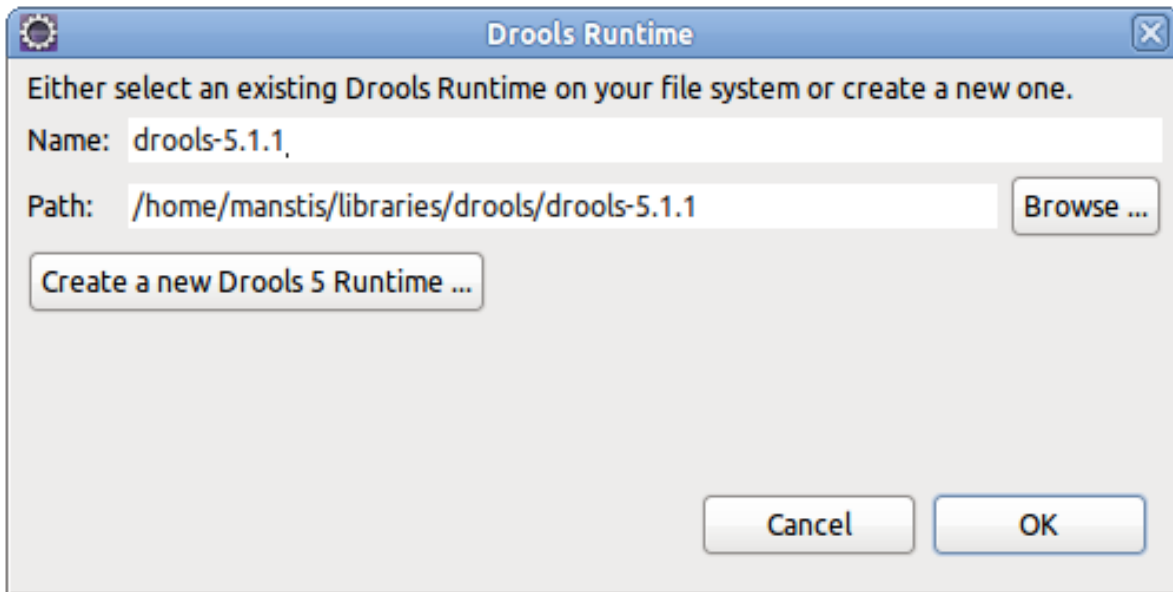 Drools Runtime
Either select an existing Drools Runtime on your file system or create a new one.
Name: drools-5.1.1
Path: /home/manstis/libraries/drools/drools-5.1.1 Browse ...
Create a new Drools 5 Runtime ...
Cancel OK